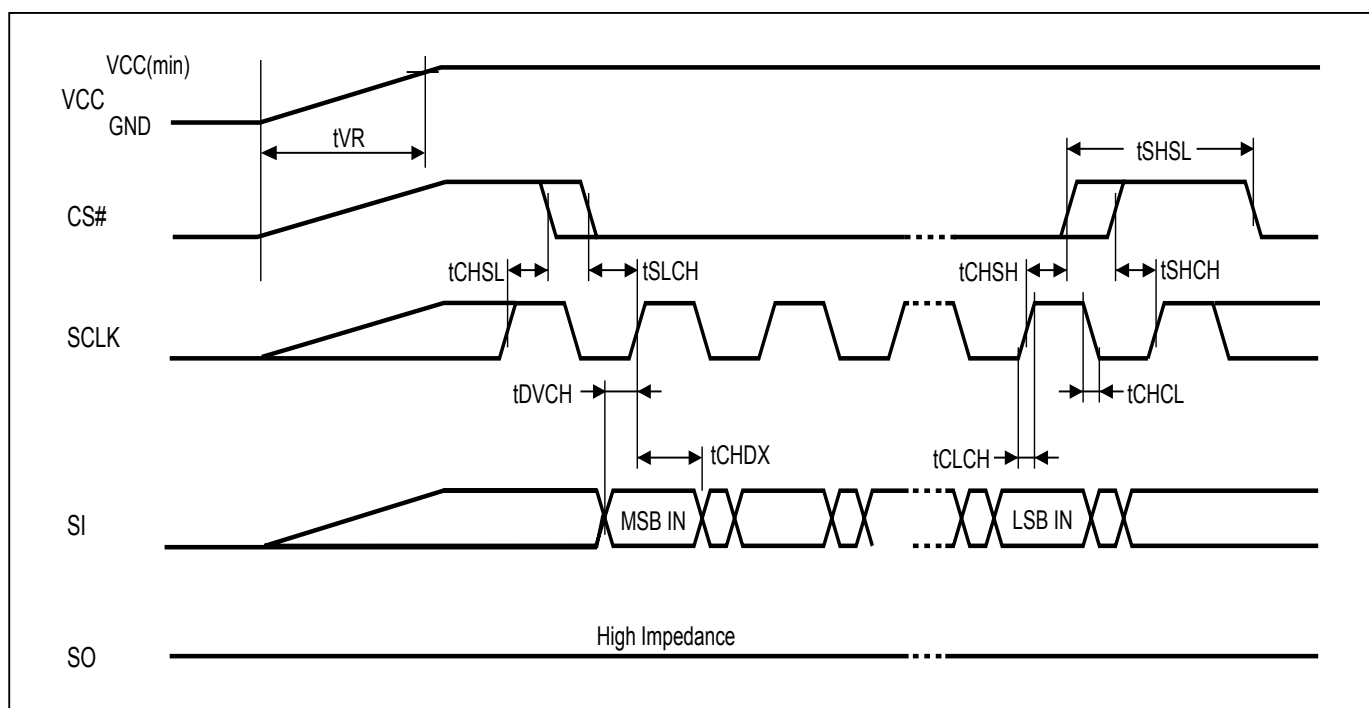 VCC(min)
VCC
GND
tVR
tSHSL
CS#
tCHSL
tSLCH
tCHSH
tSHCH
SCLK
tDVCH
tCHCL
tCHDX
tCLCH
SI
MSB IN
LSB IN
High Impedance
SO